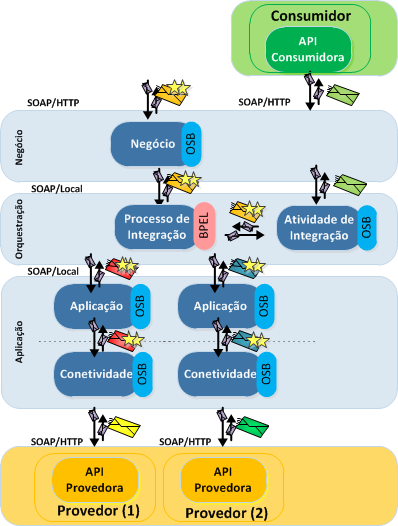 Consumidor
API
Consumidora
SOAP/HTTP
SOAP/HTTP
Negócio
Negócio
OSB
SOAP/Local
Orquestração
Processo de
Integração
BPEL
Atividade de
Integração
OSB
SOAP/Local
Aplicação
Aplicação
OSB
Aplicação
OSB
Conetividade
OSB
Conetividade
OSB
SOAP/HTTP
SOAP/HTTP
API
Provedora
Provedor (1)
API
Provedora
Provedor (2)